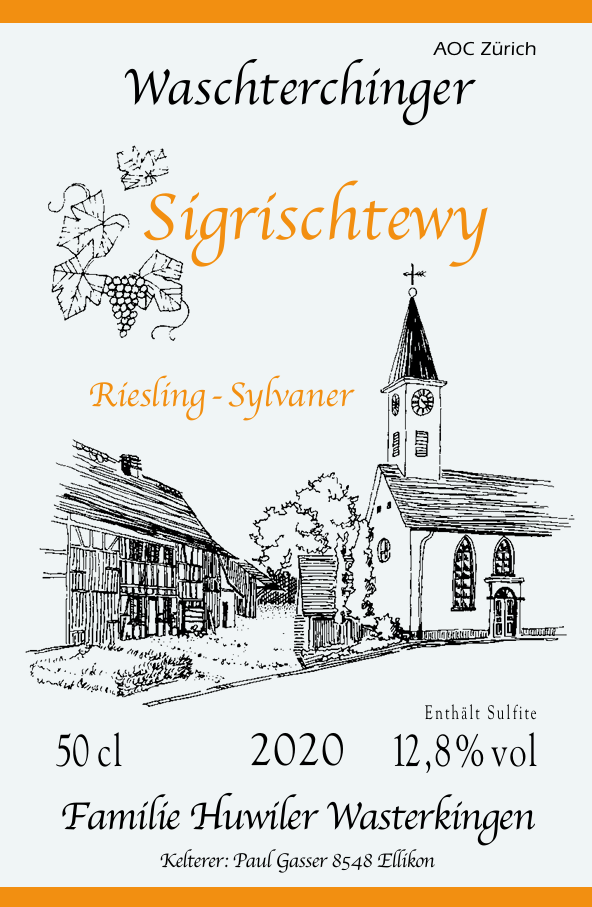 AOC Zürich
Waschterchinger
Sigrischtewy
Riesling - Sylvaner
Enthält Sulfite
50 cl 2020 12,8% vol
Familie Huwiler Wasterkingen
Kelterer: Paul Gasser 8548 Ellikon